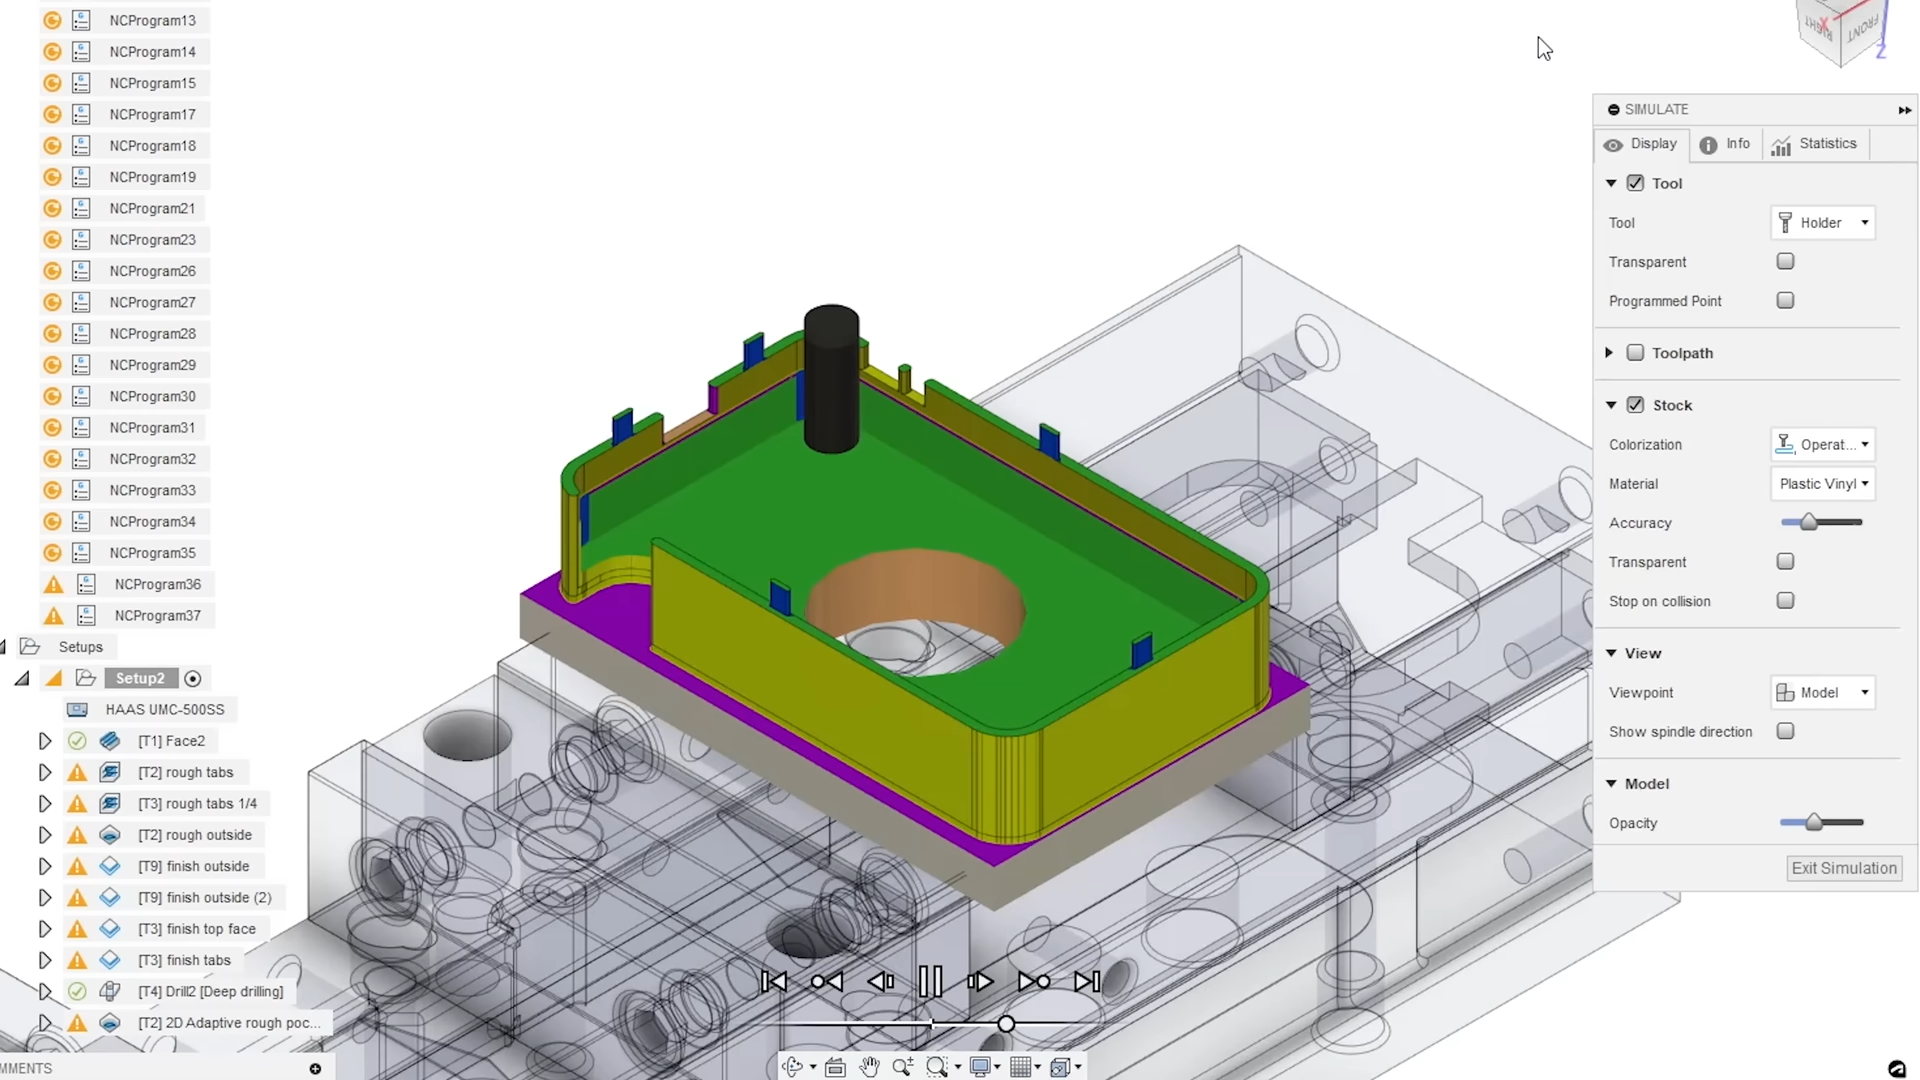 NCProgram13
NCProgram14
NCProgram15
NCProgram17
NCProgram18
NCProgram19
NCProgram21
NCProgram23
NCProgram26
NCProgram27
NCProgram28
NCProgram29
NCProgram30
NCProgram31
NCProgram32
NCProgram33
NCProgram34
NCProgram35
NCProgram36
NCProgram37
Setups
Setup2
HAAS UMC-500SS
[T1] Face2
[T2] rough tabs
[T3] rough tabs 1/4
[T2] rough outside
[T9] finish outside
[T9] finish outside (2)
[T3] finish top face
[T3] finish tabs
[T4] Drill2 [Deep drilling]
[T2] 2D Adaptive rough poc...
MMENTS
RIGHT
FRONT
X
Z
SIMULATE
Display Info Statistics
Tool
Tool Holder
Transparent
Programmed Point
Toolpath
Stock
Colorization Operat...
Material Plastic Vinyl
Accuracy
Transparent
Stop on collision
View
Viewpoint Model
Show spindle direction
Model
Opacity
Exit Simulation